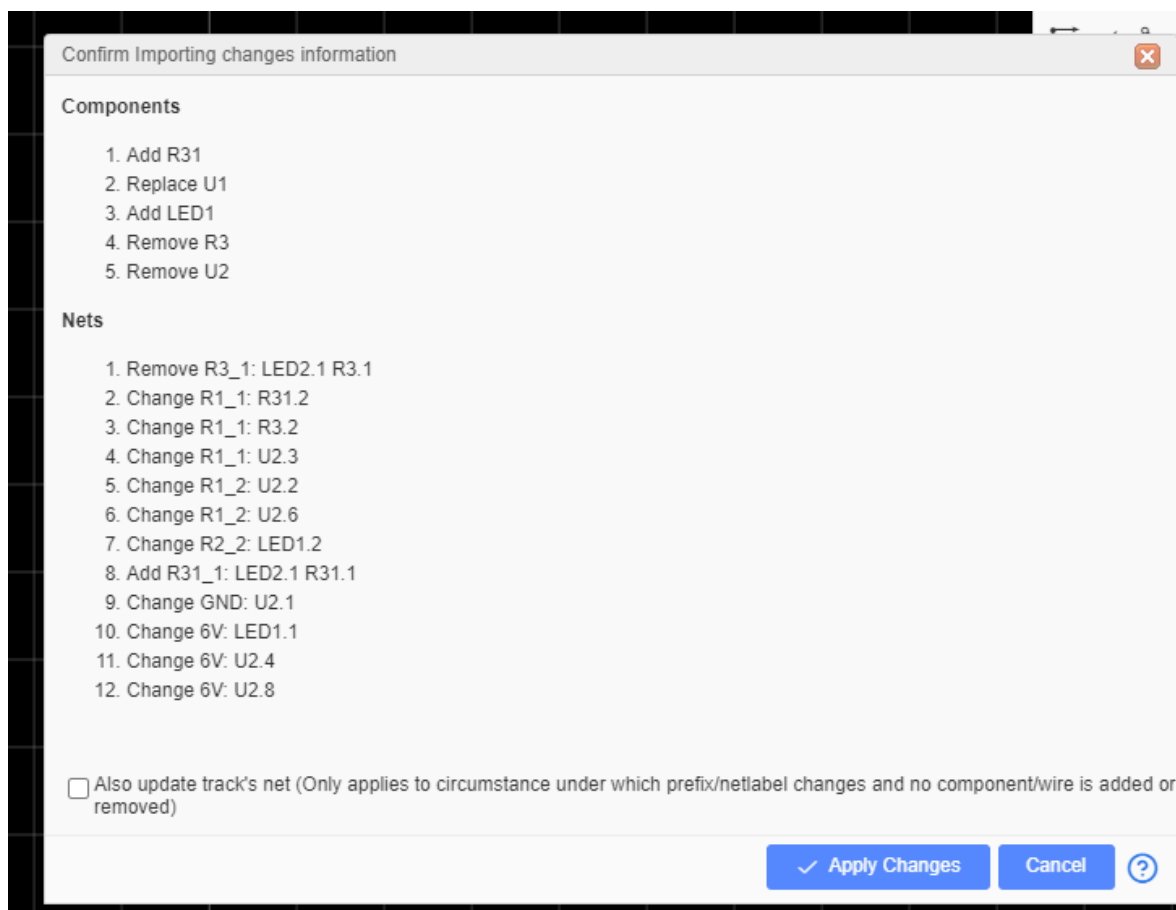 Confirm Importing changes information
Components
1. Add R31
2. Replace U1
3. Add LED1
4. Remove R3
5. Remove U2
Nets
1. Remove R3_1: LED2.1 R3.1
2. Change R1_1: R31.2
3. Change R1_1: R3.2
4. Change R1_1: U2.3
5. Change R1_2: U2.2
6. Change R1_2: U2.6
7. Change R2_2: LED1.2
8. Add R31_1: LED2.1 R31.1
9. Change GND: U2.1
10. Change 6V: LED1.1
11. Change 6V: U2.4
12. Change 6V: U2.8
Also update track's net (Only applies to circumstance under which prefix/netlabel changes and no component/wire is added or
removed)
Apply Changes Cancel ?